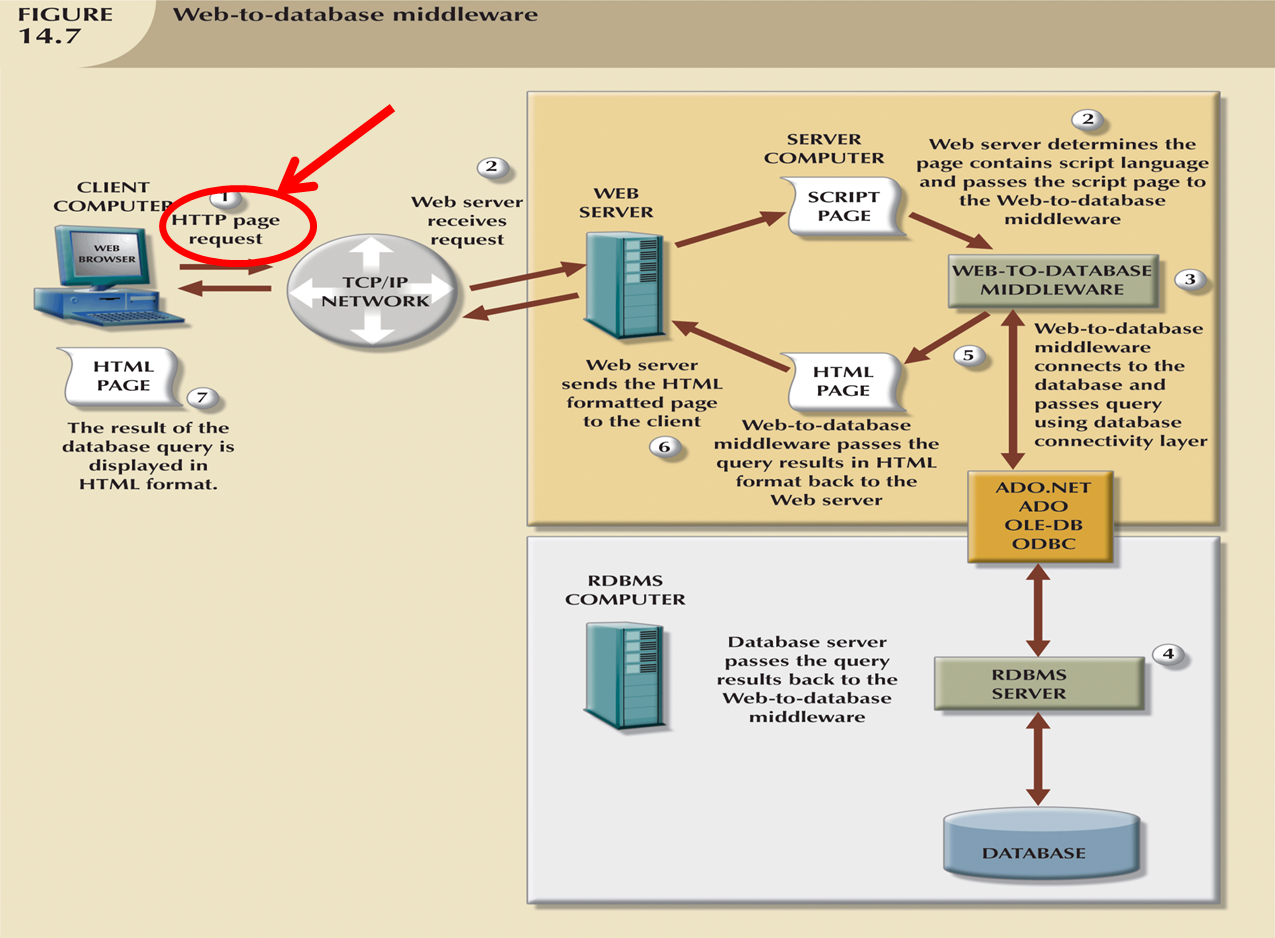 FIGURE
14.7
Web-to-database middleware
CLIENT
COMPUTER
WEB
BROWSER
1
HTTP page
request
TCP/IP
NETWORK
2
Web server
receives
request
WEB
SERVER
SERVER
COMPUTER
SCRIPT
PAGE
2
Web server determines the
page contains script language
and passes the script page to
the Web-to-database
middleware
WEB-TO-DATABASE
MIDDLEWARE
3
Web-to-database
middleware
connects to the
database and
passes query
using database
connectivity layer
5
HTML
PAGE
Web-to-database
middleware passes the
query results in HTML
format back to the
Web server
Web server
sends the HTML
formatted page
to the client
6
HTML
PAGE
7
The result of the
database query is
displayed in
HTML format.
ADO.NET
ADO
OLE-DB
ODBC
RDBMS
COMPUTER
Database server
passes the query
results back to the
Web-to-database
middleware
4
RDBMS
SERVER
DATABASE